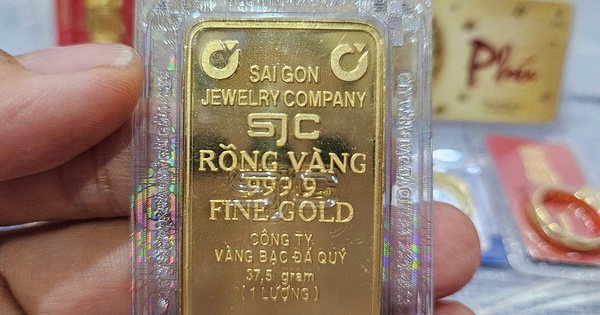 SAI GON
JEWELRY COMPANY
SJC
RỒNG VÀNG
999.9
FINE GOLD
CÔNG TY
VÀNG BẠC ĐÁ QUÝ
37,5 gram
(1 LƯỢNG)
Phú